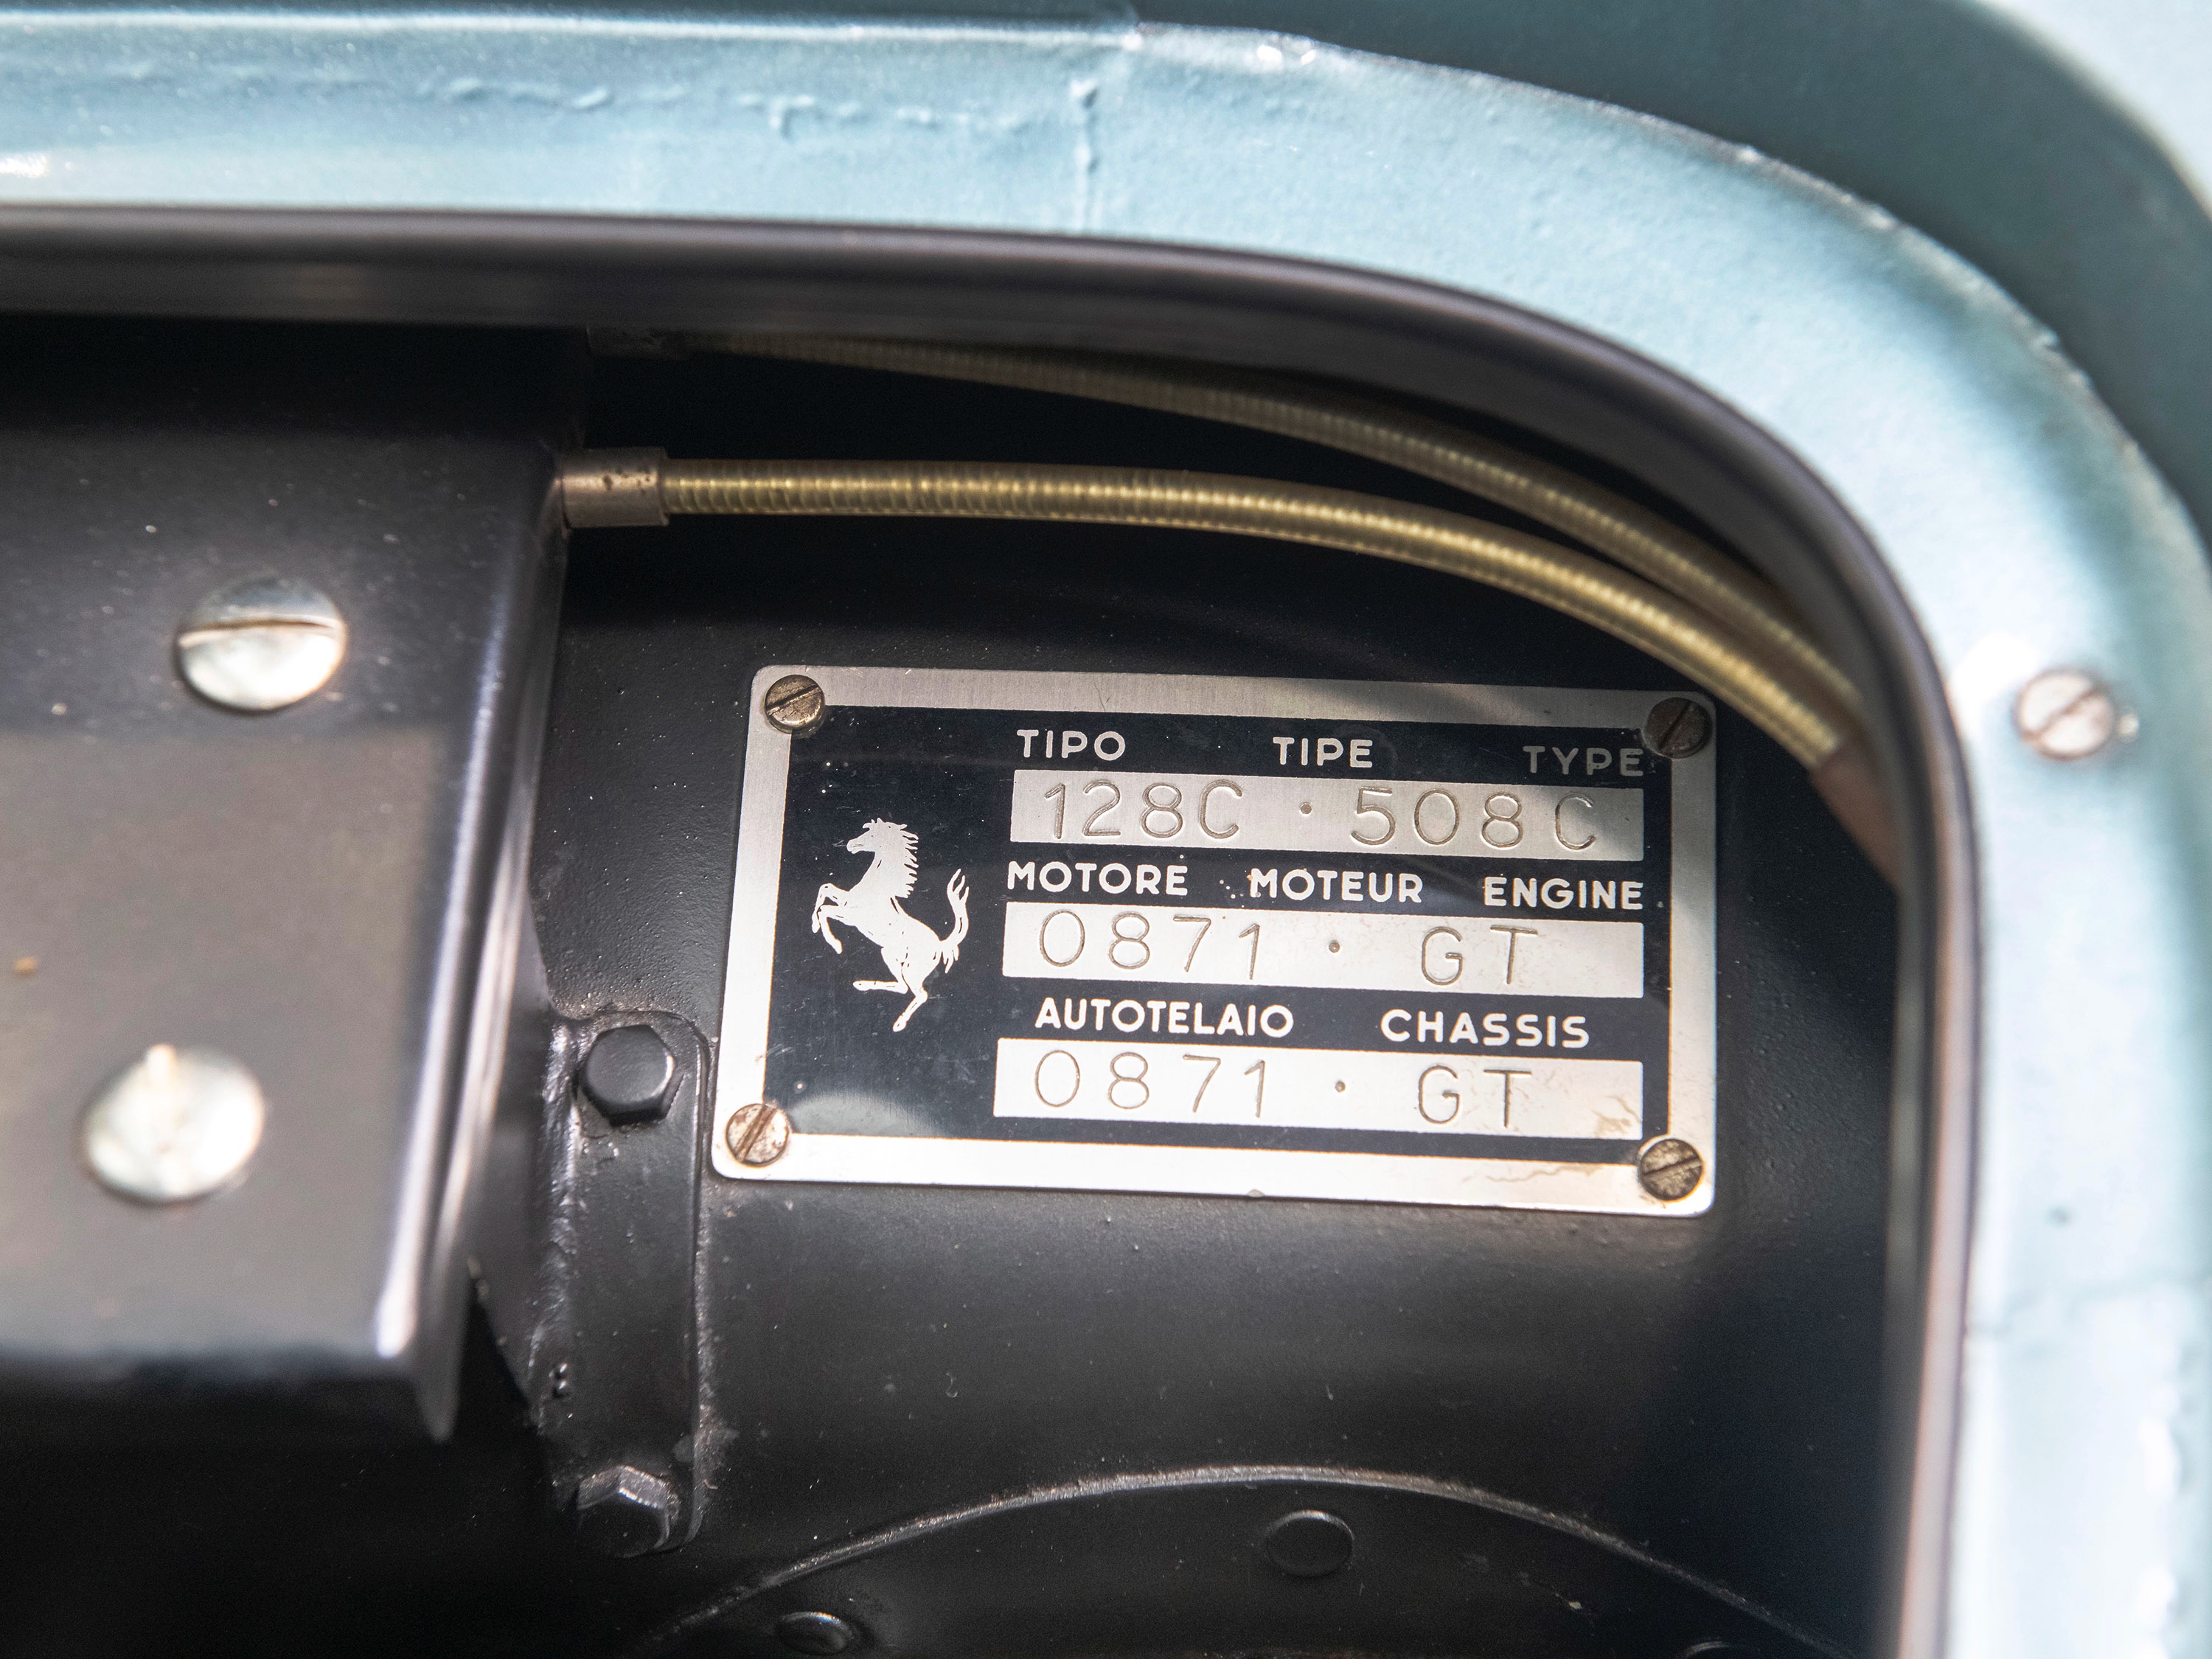 TIPO TIPE TYPE
128C · 508C
MOTORE MOTEUR ENGINE
0871 · GT
AUTOTELAIO CHASSIS
0871 · GT